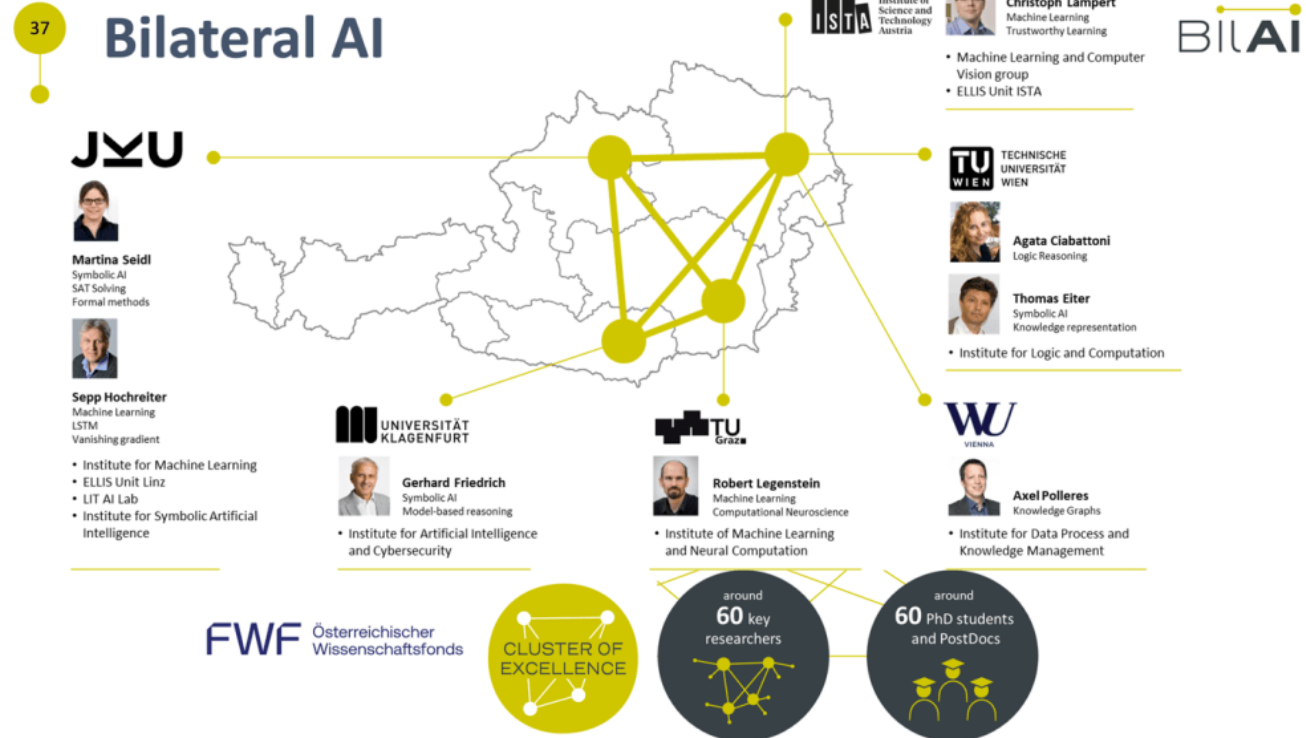 37
Bilateral AI
ISTA
Institute of
Science and
Technology
Austria
Christoph Lampert
Machine Learning
Trustworthy Learning
• Machine Learning and Computer
Vision group
• ELLIS Unit ISTA
BILAI
JKU
Martina Seidl
Symbolic AI
SAT Solving
Formal methods
Sepp Hochreiter
Machine Learning
LSTM
Vanishing gradient
• Institute for Machine Learning
• ELLIS Unit Linz
• LIT AI Lab
• Institute for Symbolic Artificial
Intelligence
UNIVERSITÄT
KLAGENFURT
Gerhard Friedrich
Symbolic AI
Model-based reasoning
• Institute for Artificial Intelligence
and Cybersecurity
TU
Graz
Robert Legenstein
Machine Learning
Computational Neuroscience
• Institute of Machine Learning
and Neural Computation
TU
WIEN
TECHNISCHE
UNIVERSITÄT
WIEN
Agata Ciabattoni
Logic Reasoning
Thomas Eiter
Symbolic AI
Knowledge representation
• Institute for Logic and Computation
WU
VIENNA
Axel Polleres
Knowledge Graphs
• Institute for Data Process and
Knowledge Management
FWF
Österreichischer
Wissenschaftsfonds
CLUSTER OF
EXCELLENCE
around
60 key
researchers
around
60 PhD students
and PostDocs